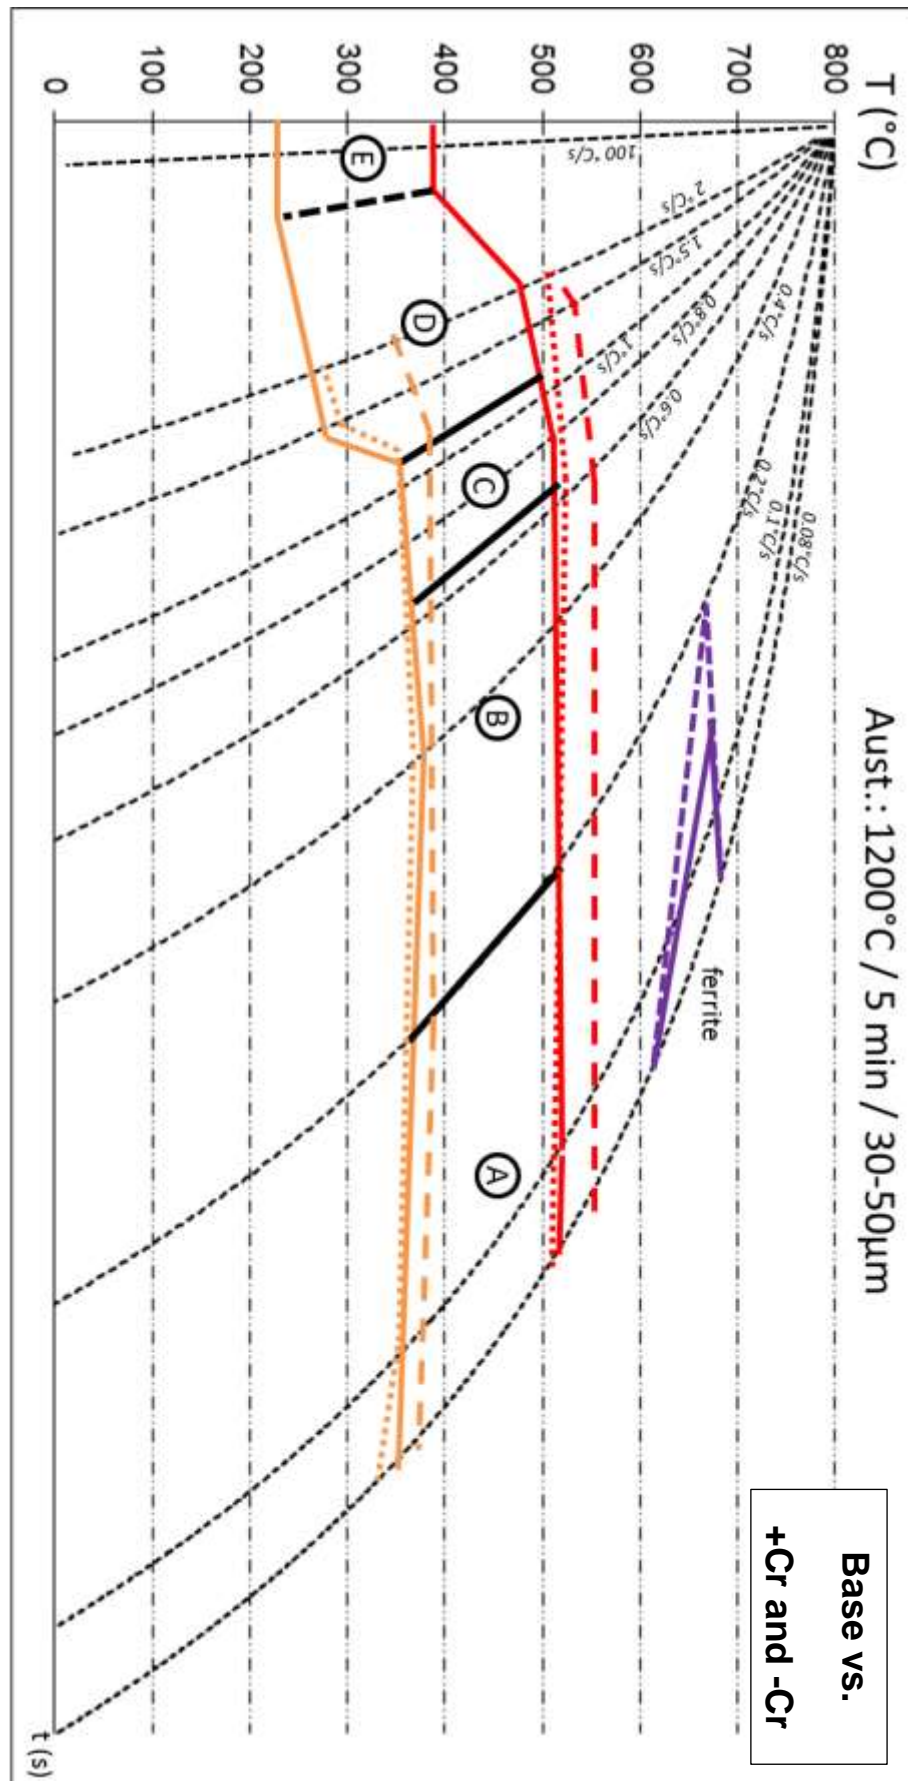 T (°C)
Aust.: 1200°C / 5 min / 30-50µm
Base vs.
+Cr and -Cr
800
700
600
500
400
300
200
100
0
100°C/s
2°C/s
1.5°C/s
1°C/s
0.8°C/s
0.6°C/s
0.4°C/s
0.2°C/s
0.1°C/s
0.08°C/s
ferrite
E
D
C
B
A
t (s)